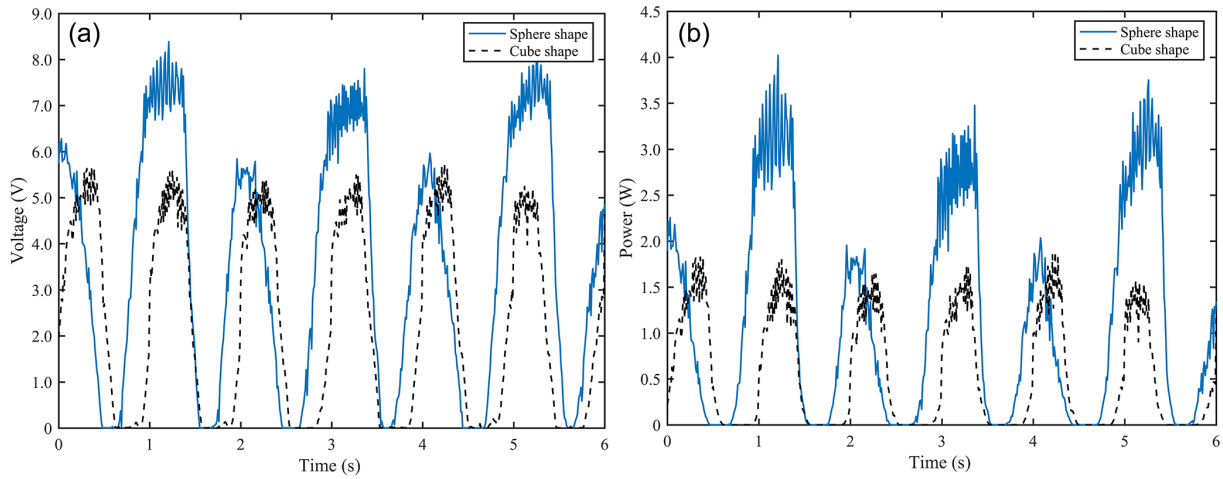 (a)
Sphere shape
Cube shape
9.0
8.0
7.0
6.0
5.0
4.0
3.0
2.0
1.0
0
Voltage (V)
0 1 2 3 4 5 6
Time (s)
(b)
Sphere shape
Cube shape
4.5
4.0
3.5
3.0
2.5
2.0
1.5
1.0
0.5
0
Power (W)
0 1 2 3 4 5 6
Time (s)